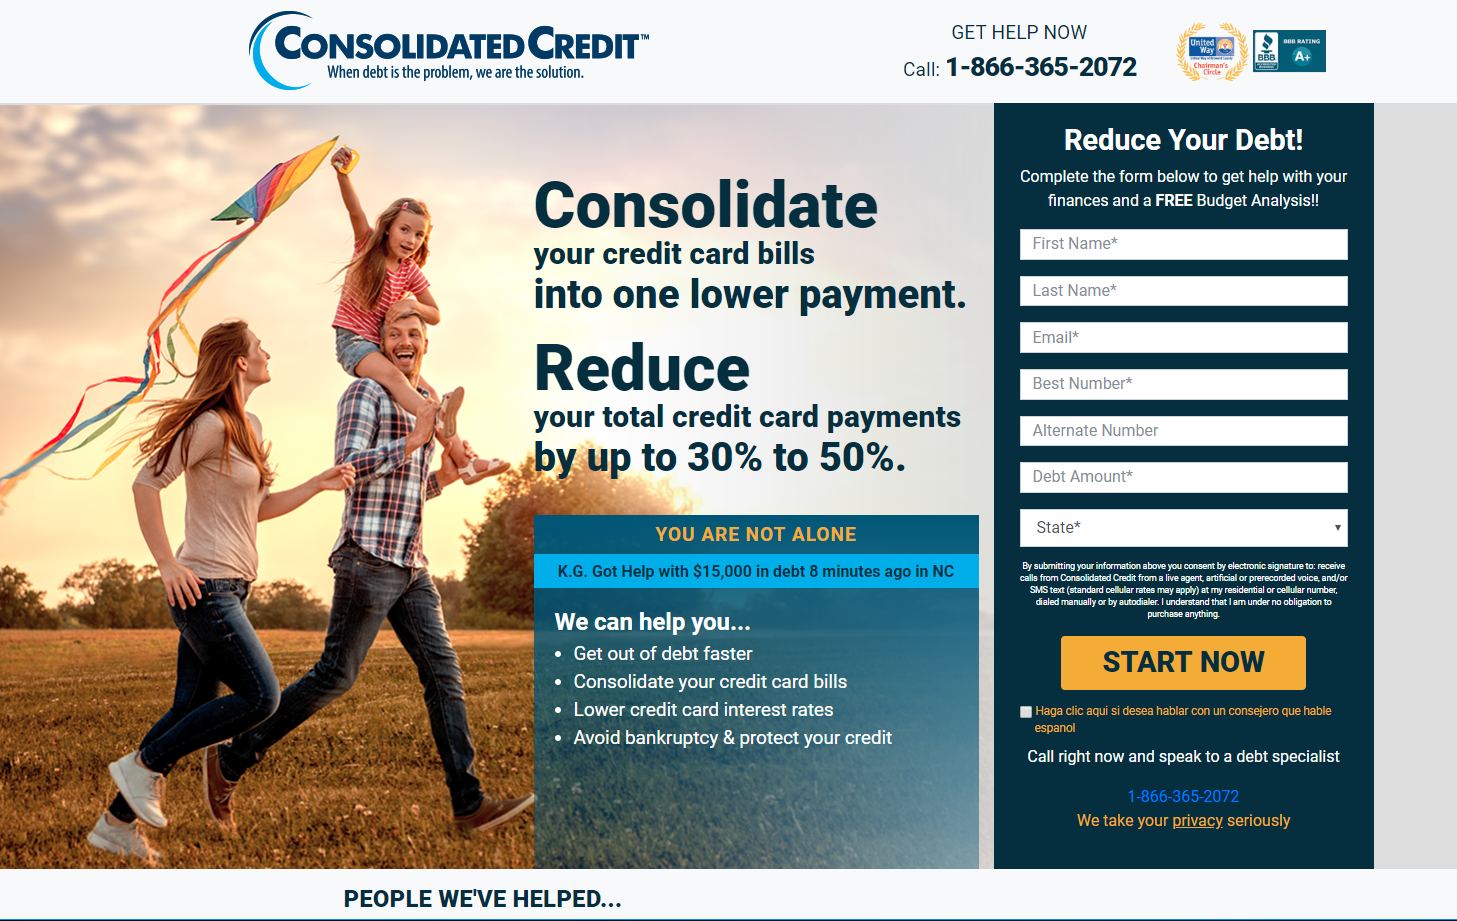 CONSOLIDATED CREDIT™
When debt is the problem, we are the solution.
GET HELP NOW
Call: 1-866-365-2072
United
Way
Chairman's
Circle
BBB
BBB RATING
A+
Consolidate
your credit card bills
into one lower payment.
Reduce
your total credit card payments
by up to 30% to 50%.
YOU ARE NOT ALONE
K.G. Got Help with $15,000 in debt 8 minutes ago in NC
We can help you...
• Get out of debt faster
• Consolidate your credit card bills
• Lower credit card interest rates
• Avoid bankruptcy & protect your credit
Reduce Your Debt!
Complete the form below to get help with your
finances and a FREE Budget Analysis!!
First Name*
Last Name*
Email*
Best Number*
Alternate Number
Debt Amount*
State*
By submitting your information above you consent by electronic signature to: receive
calls from Consolidated Credit from a live agent, artificial or prerecorded voice, and/or
SMS text (standard cellular rates may apply) at my residential or cellular number,
dialed manually or by autodialer. I understand that I am under no obligation to
purchase anything.
START NOW
Haga clic aqui si desea hablar con un consejero que hable
espanol
Call right now and speak to a debt specialist
1-866-365-2072
We take your privacy seriously
PEOPLE WE'VE HELPED...